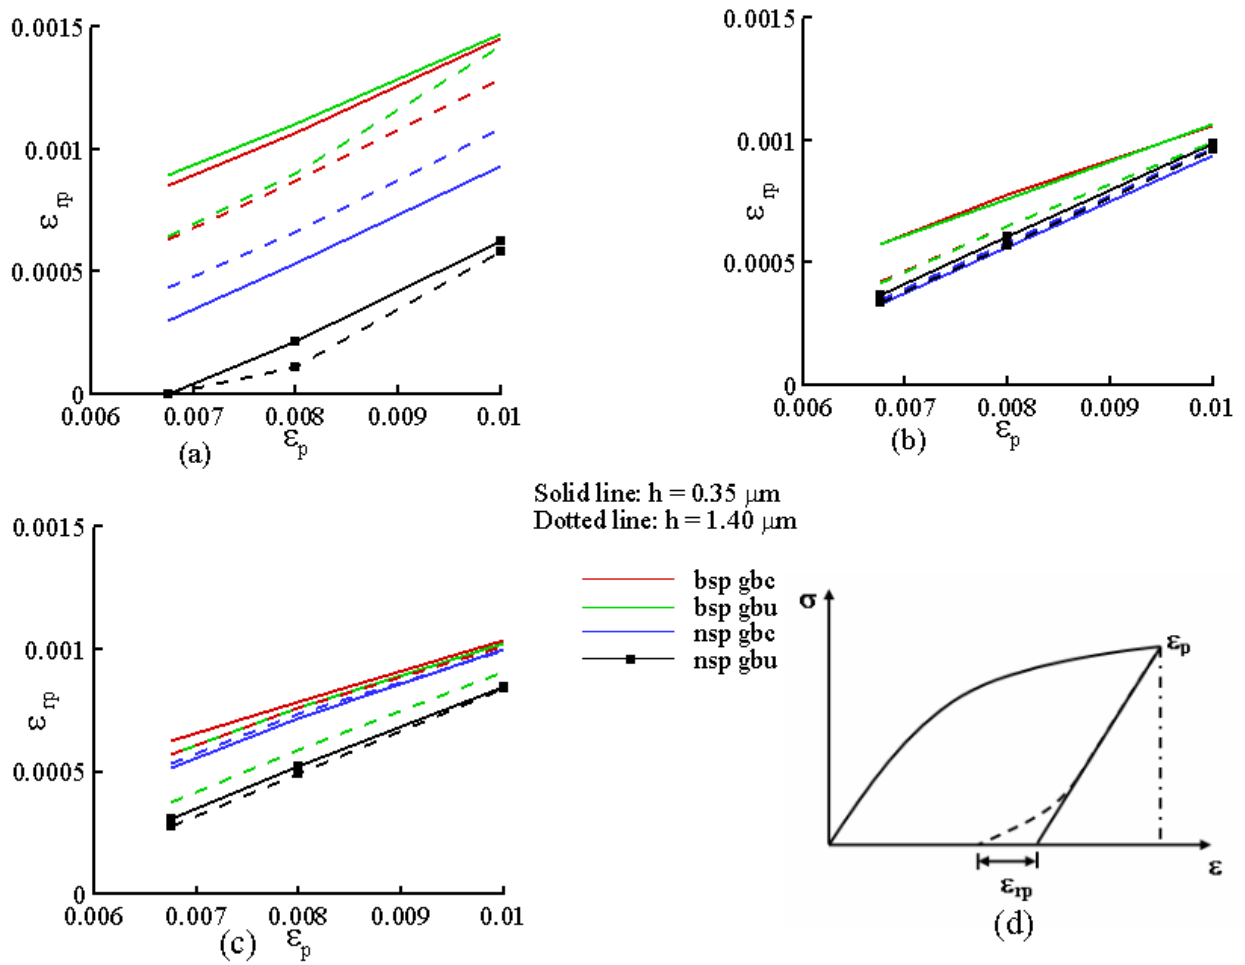 0.0015
0.001
0.0005
0
ε rp
0.006 0.007 0.008 0.009 0.01
ε p
(a)
0.0015
0.001
0.0005
0
ε rp
0.006 0.007 0.008 0.009 0.01
ε p
(b)
Solid line: h = 0.35 μm
Dotted line: h = 1.40 μm
bsp gbc
bsp gbu
nsp gbc
nsp gbu
0.0015
0.001
0.0005
0
ε rp
0.006 0.007 0.008 0.009 0.01
ε p
(c)
σ
ε p
ε
ε rp
(d)